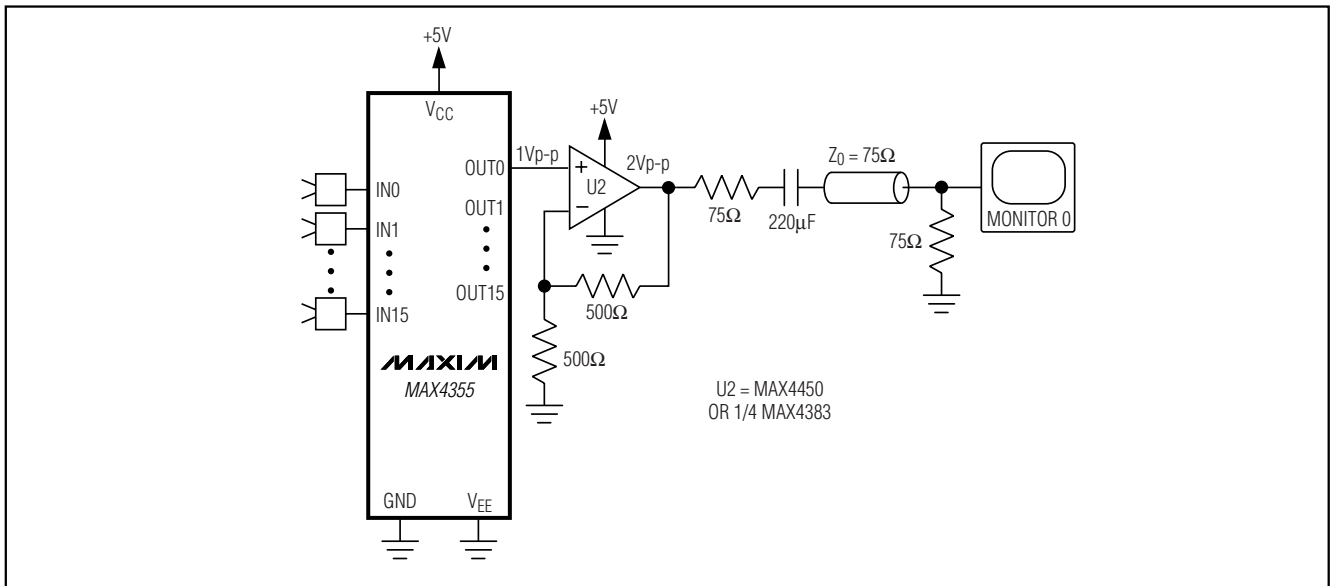 +5V
VCC
+5V
OUT0
1Vp-p
+
U2
−
2Vp-p
75Ω
220µF
Z0 = 75Ω
75Ω
MONITOR 0
IN0
IN1
IN15
OUT1
OUT15
500Ω
500Ω
MAXIM
MAX4355
U2 = MAX4450
OR 1/4 MAX4383
GND
VEE